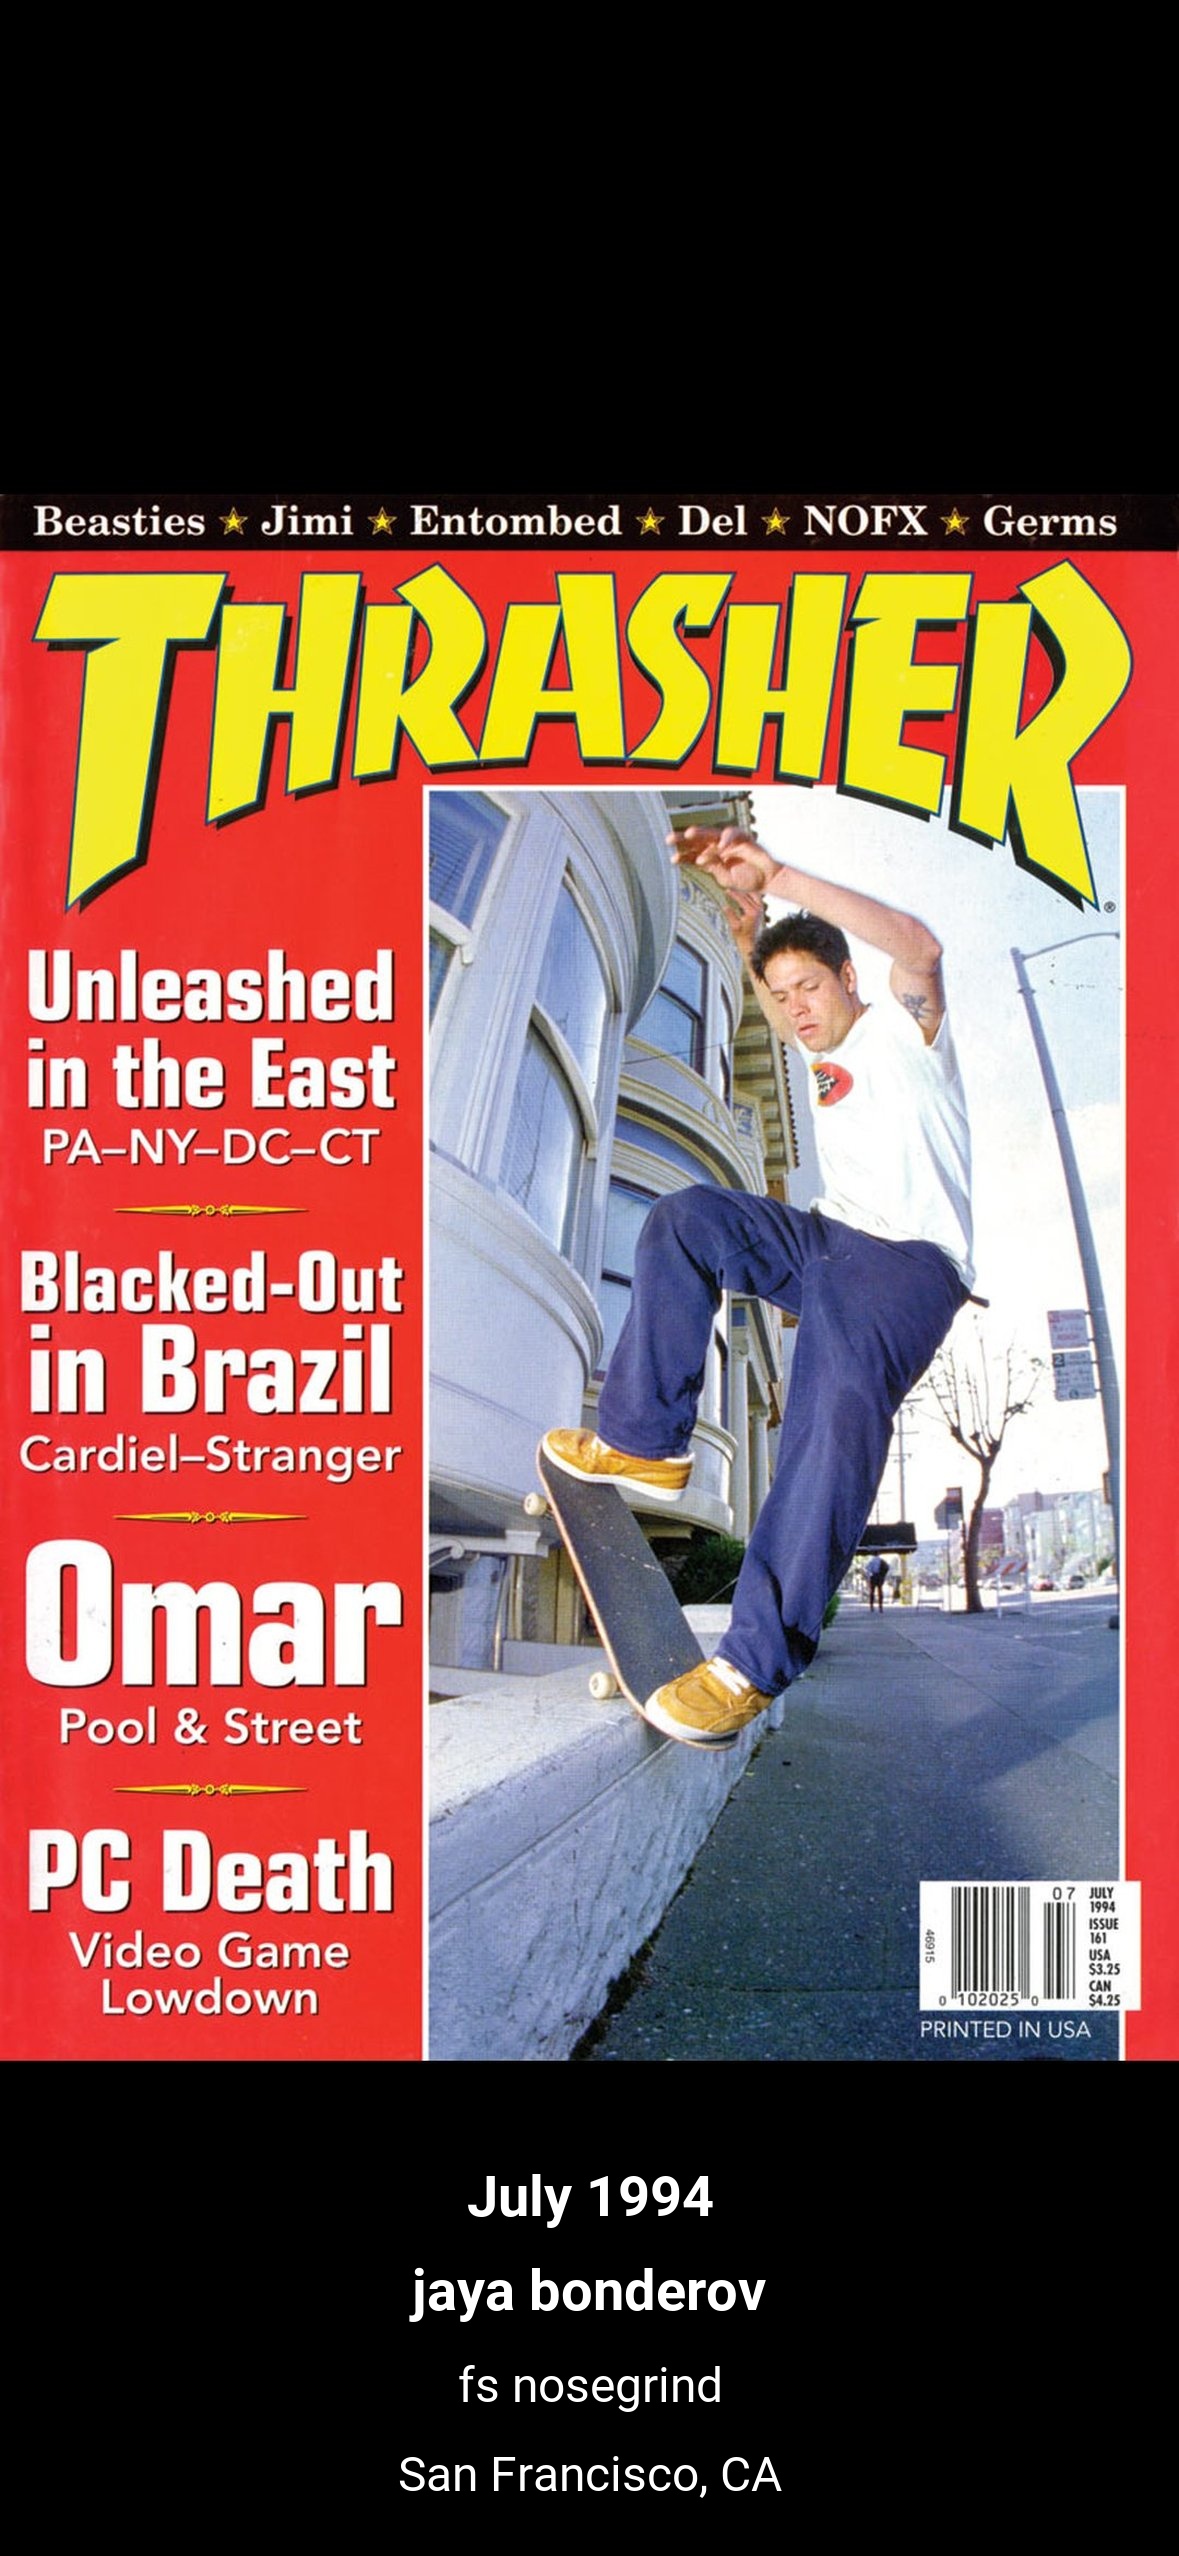 Beasties ★ Jimi ★ Entombed ★ Del ★ NOFX ★ Germs
THRASHER
®
Unleashed
in the East
PA–NY–DC–CT
Blacked-Out
in Brazil
Cardiel–Stranger
Omar
Pool & Street
PC Death
Video Game
Lowdown
07
JULY
1994
ISSUE
161
USA
$3.25
CAN
$4.25
46915
0 102025 0
PRINTED IN USA
July 1994
jaya bonderov
fs nosegrind
San Francisco, CA